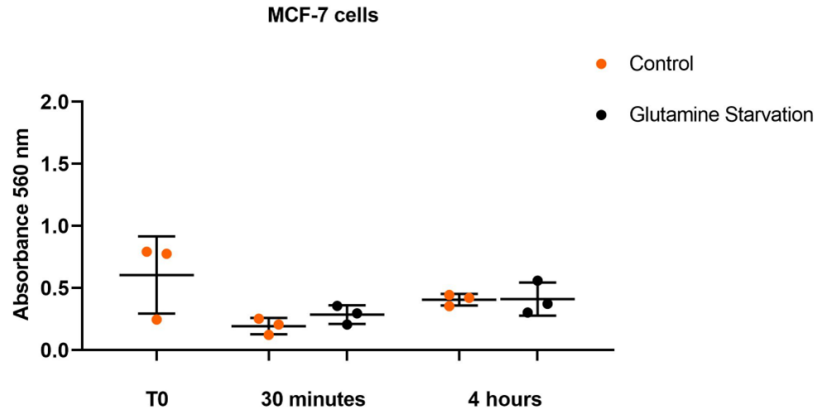 MCF-7 cells
Control
Glutamine Starvation
Absorbance 560 nm
2.0
1.5
1.0
0.5
0.0
T0 30 minutes 4 hours